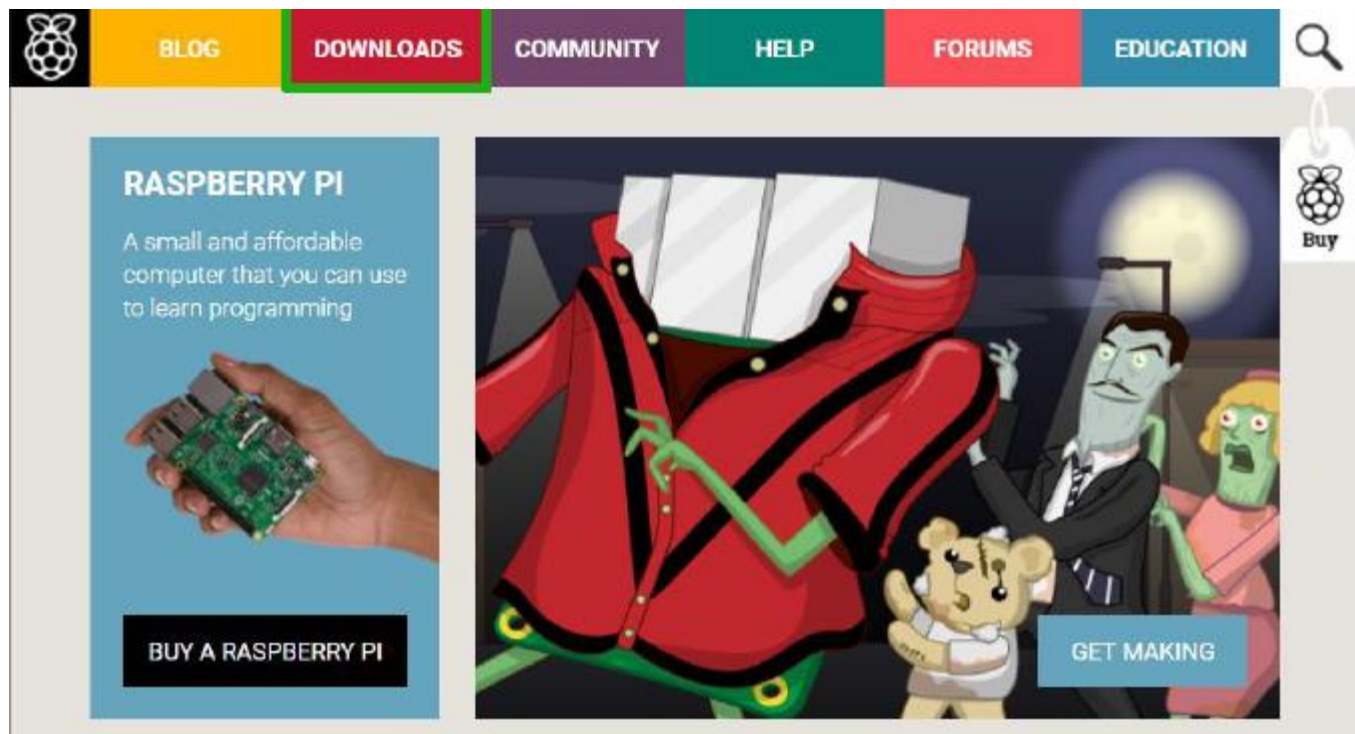 BLOG DOWNLOADS COMMUNITY HELP FORUMS EDUCATION
RASPBERRY PI
A small and affordable
computer that you can use
to learn programming
BUY A RASPBERRY PI
GET MAKING
Buy